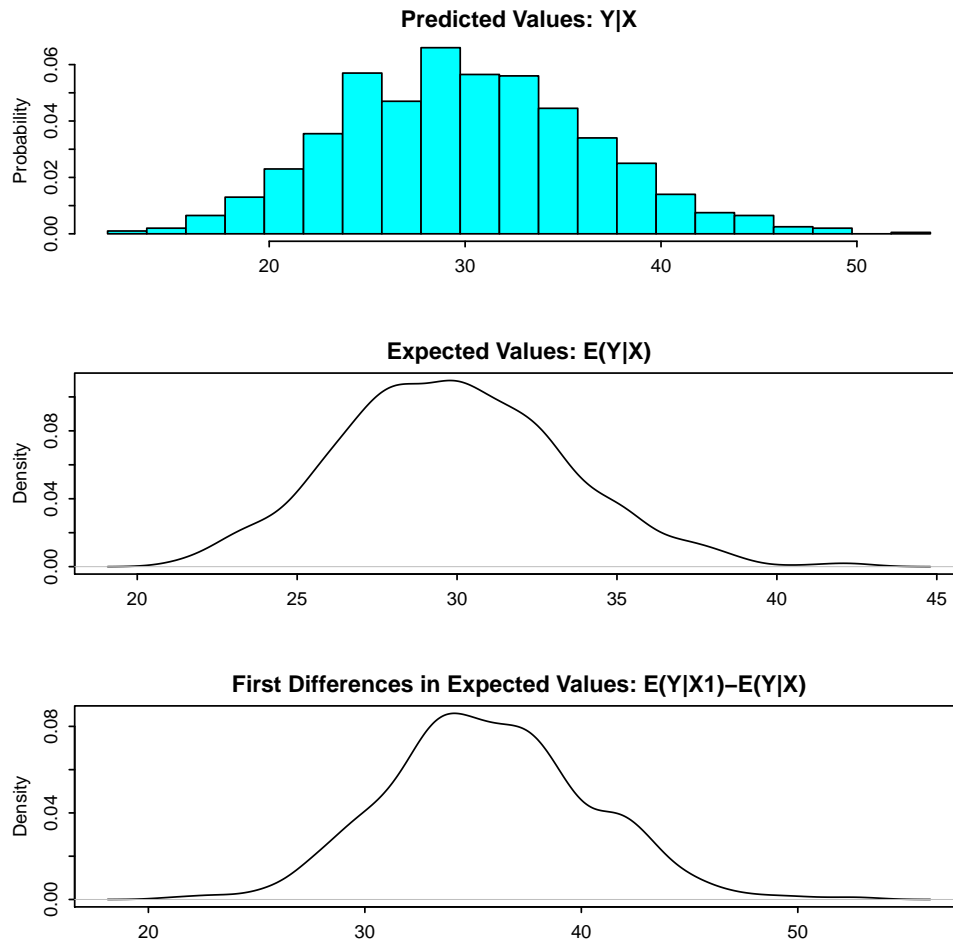 Predicted Values: Y|X
Probability
0.00 0.02 0.04 0.06
20 30 40 50
Expected Values: E(Y|X)
Density
0.00 0.04 0.08
20 25 30 35 40 45
First Differences in Expected Values: E(Y|X1)−E(Y|X)
Density
0.00 0.04 0.08
20 30 40 50